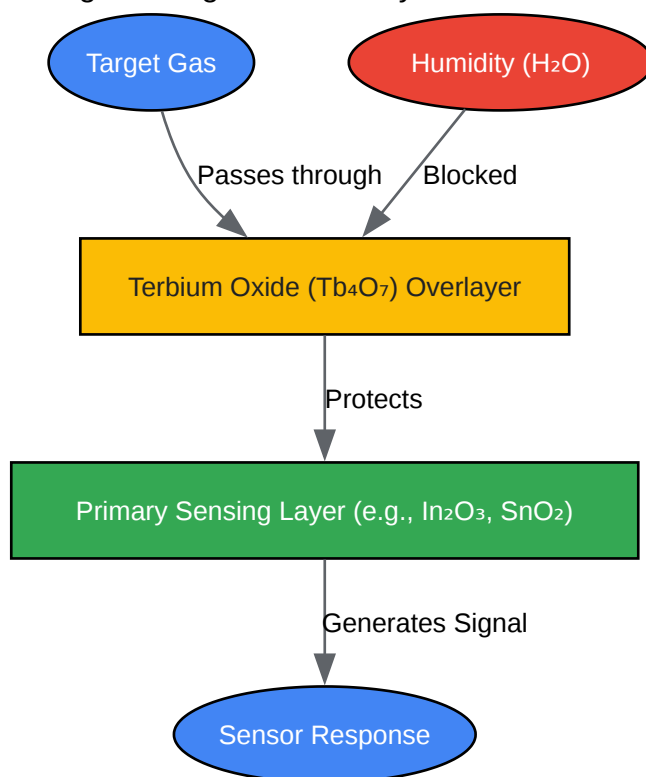 Target Gas
Humidity (H₂O)
Passes through
Blocked
Terbium Oxide (Tb₄O₇) Overlayer
Protects
Primary Sensing Layer (e.g., In₂O₃, SnO₂)
Generates Signal
Sensor Response